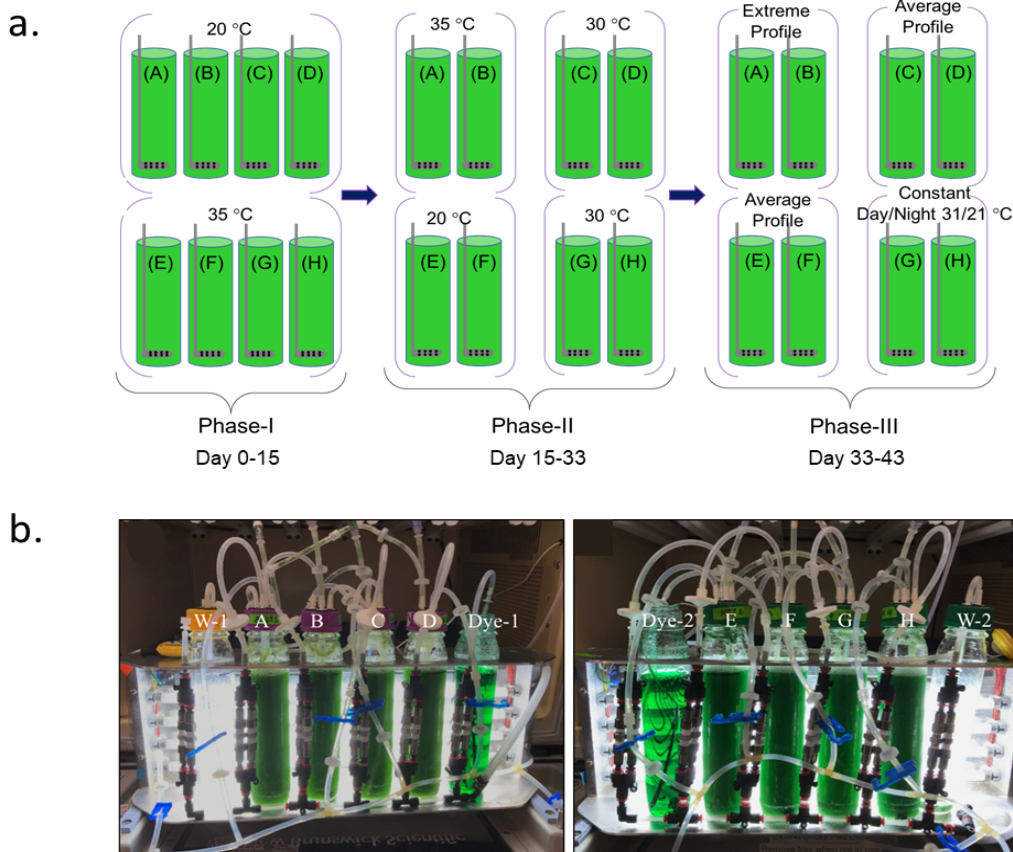 a.
20 °C
(A) (B) (C) (D)
35 °C
(E) (F) (G) (H)
Phase-I
Day 0-15
35 °C
(A) (B)
30 °C
(C) (D)
20 °C
(E) (F)
30 °C
(G) (H)
Phase-II
Day 15-33
Extreme
Profile
(A) (B)
Average
Profile
(C) (D)
Average
Profile
(E) (F)
Constant
Day/Night 31/21 °C
(G) (H)
Phase-III
Day 33-43
b.
W-1 A B C D Dye-1
Dye-2 E F G H W-2